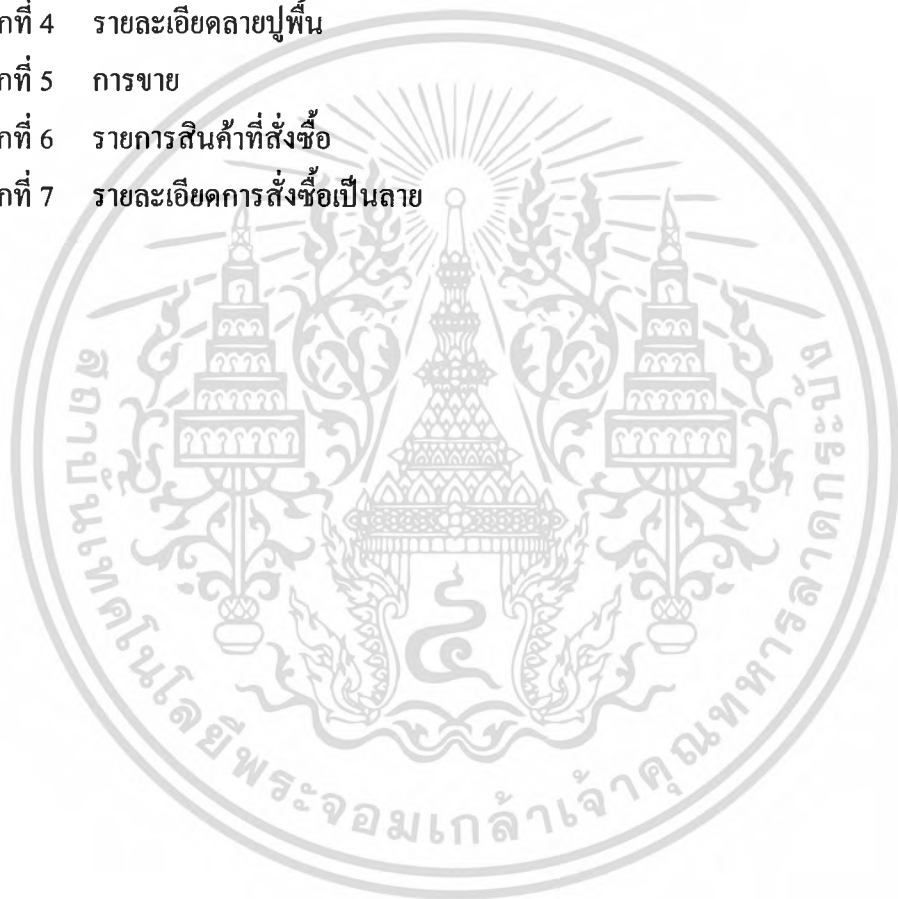 กที่ 4 รายละเอียดลายปูพื้น
กที่ 5 การขาย
กที่ 6 รายการสินค้าที่สั่งซื้อ
กที่ 7 รายละเอียดการสั่งซื้อเป็นลาย
สถาบันเทคโนโลยีพระจอมเกล้าเจ้าคุณทหารลาดกระบัง